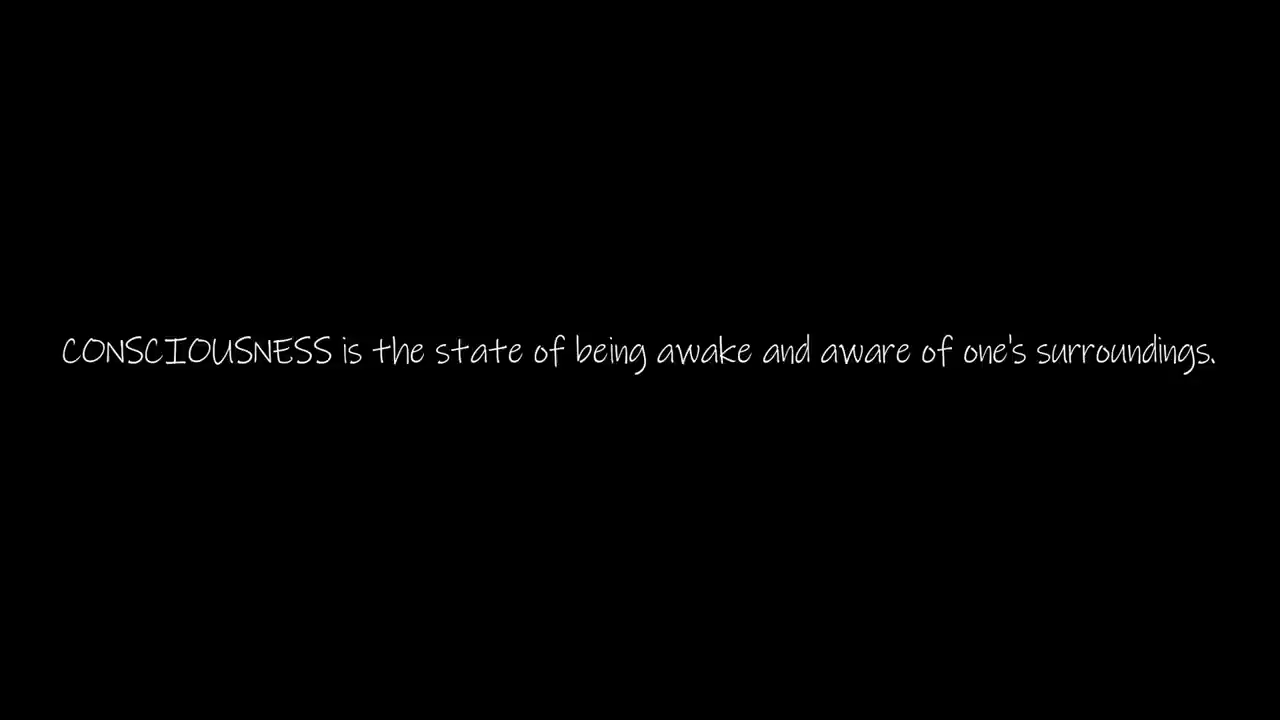 CONSCIOUSNESS is the state of being awake and aware of one's surroundings.